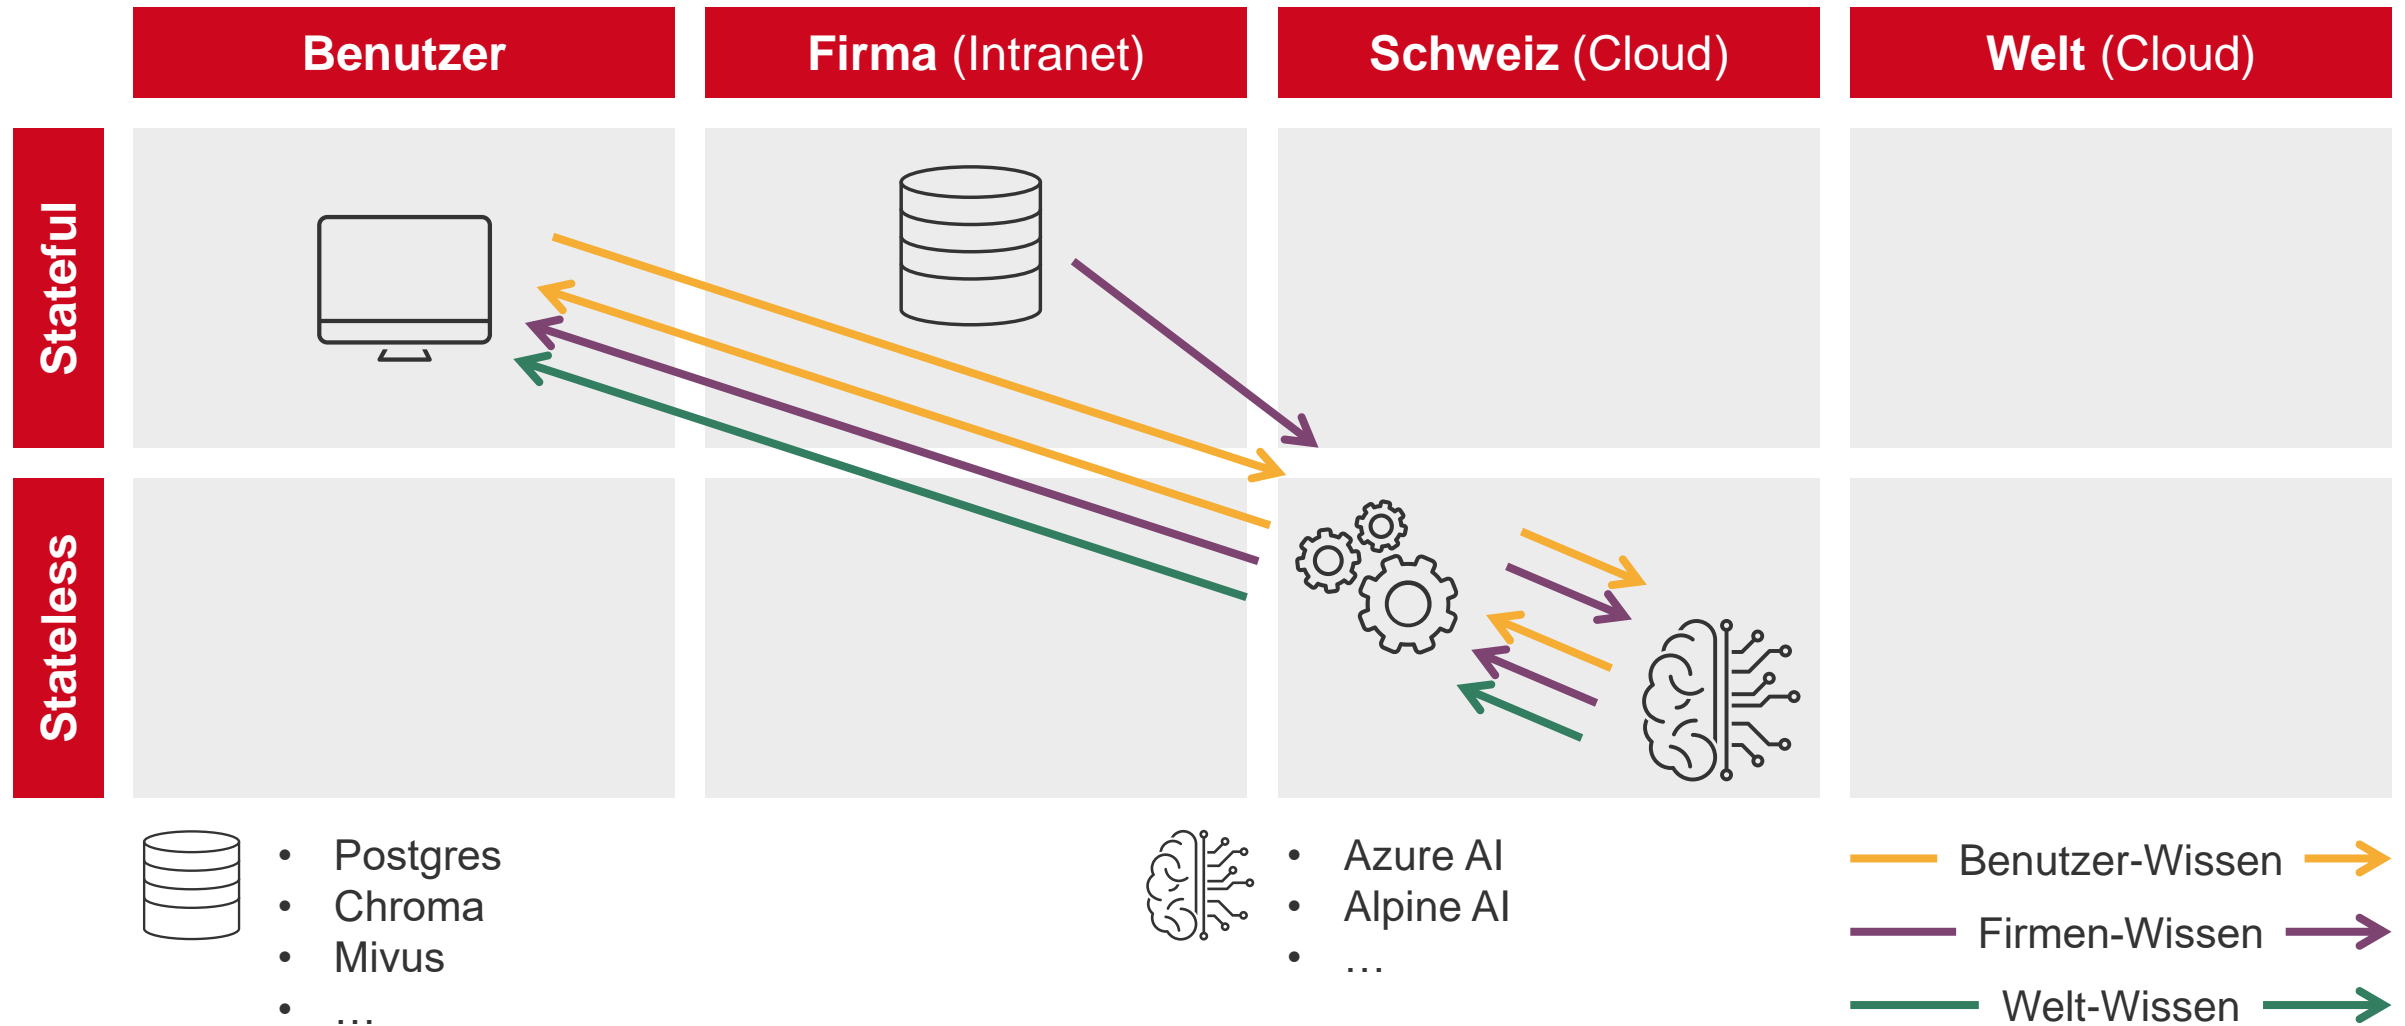 Benutzer
Firma (Intranet)
Schweiz (Cloud)
Welt (Cloud)
Stateful
Stateless
• Postgres
• Chroma
• Mivus
• …
• Azure AI
• Alpine AI
• …
Benutzer-Wissen
Firmen-Wissen
Welt-Wissen